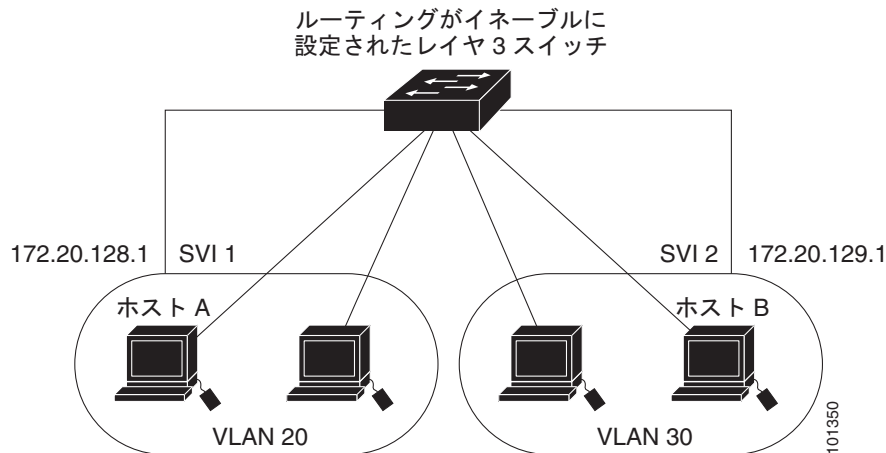 ルーティングがイネーブルに
設定されたレイヤ 3 スイッチ
172.20.128.1 SVI 1
SVI 2 172.20.129.1
ホスト A
ホスト B
VLAN 20
VLAN 30
101350